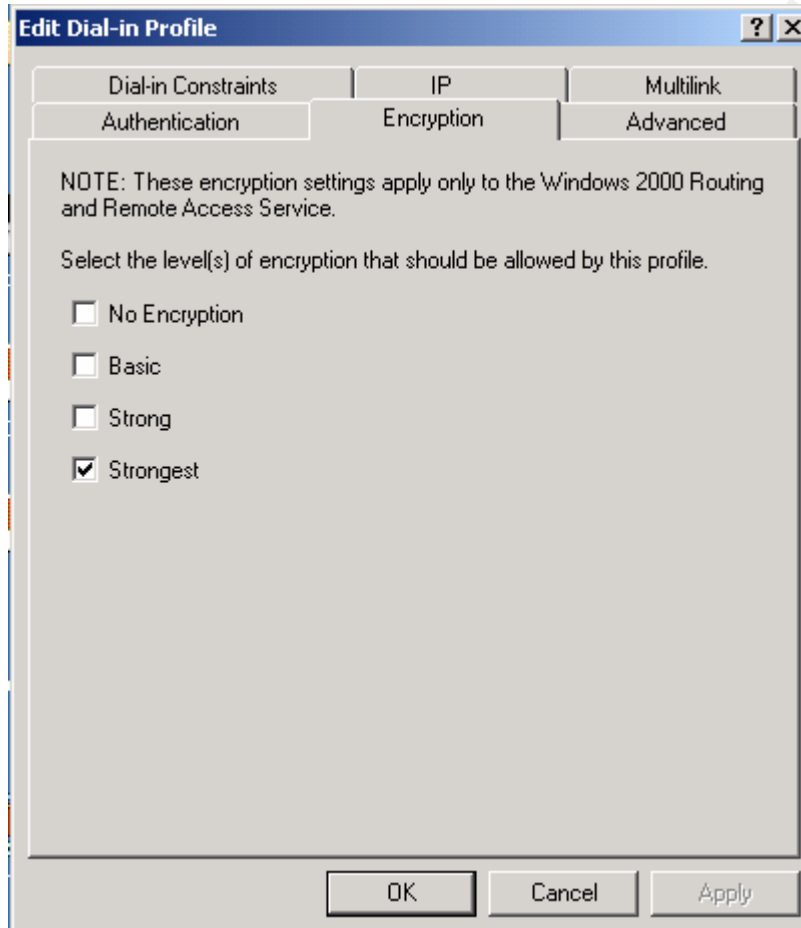 Edit Dial-in Profile
Dial-in Constraints IP Multilink
Authentication Encryption Advanced
NOTE: These encryption settings apply only to the Windows 2000 Routing
and Remote Access Service.
Select the level(s) of encryption that should be allowed by this profile.
No Encryption
Basic
Strong
Strongest
OK Cancel Apply